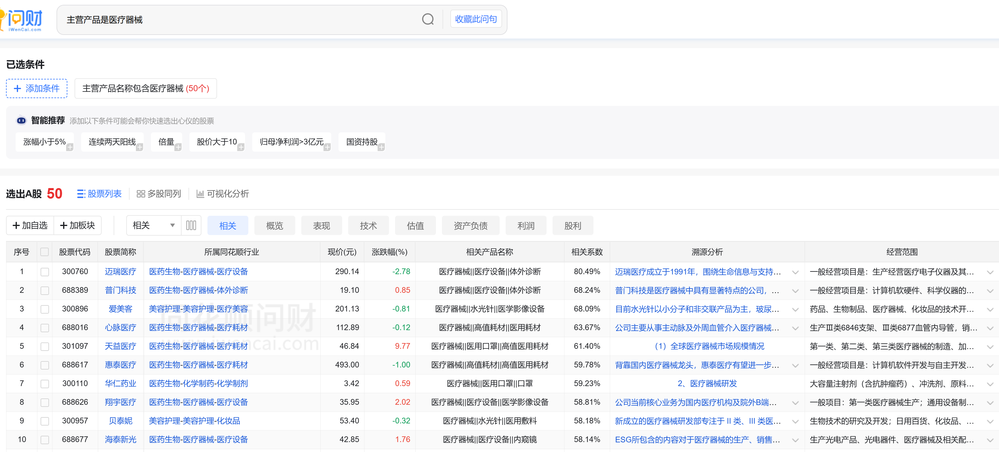 问财
iWenCai.com
主营产品是医疗器械
收藏此问句
已选条件
添加条件
主营产品名称包含医疗器械 (50个)
智能推荐 添加以下条件可能会帮你快速选出心仪的股票
涨幅小于5% 连续两天阳线 倍量 股价大于10 归母净利润>3亿元 国资持股
选出A股 50 股票列表 多股同列 可视化分析
加自选 加板块 相关 相关 概览 表现 技术 估值 资产负债 利润 股利
序号 股票代码 股票简称 所属同花顺行业 现价(元) 涨跌幅(%) 相关产品名称 相关系数 溯源分析 经营范围
1 300760 迈瑞医疗 医药生物-医疗器械-医疗设备 290.14 -2.78 医疗器械||医疗设备||体外诊断 80.49% 迈瑞医疗成立于1991年，围绕生命信息与支持... 一般经营项目是：生产经营医疗电子仪器及其...
2 688389 普门科技 医药生物-医疗器械-体外诊断 19.10 0.85 医疗器械||医疗设备||体外诊断 68.24% 普门科技是医疗器械中具有显著特点的公司，... 一般经营项目是：计算机软硬件、科学仪器的...
3 300896 爱美客 美容护理-美容护理-医疗美容 201.13 -0.81 医疗器械||水光针||医学影像设备 68.09% 目前水光针以小分子和非交联产品为主，玻尿... 药品、生物制品、医疗器械、化妆品的技术开...
4 688016 心脉医疗 医药生物-医疗器械-医疗耗材 112.89 -0.12 医疗器械||高值耗材||医用耗材 63.67% 公司主要从事主动脉及外周血管介入医疗器械... 生产Ⅲ类6846支架、Ⅲ类6877血管内导管，销...
5 301097 天益医疗 医药生物-医疗器械-医疗耗材 46.84 9.77 医疗器械||医用口罩||高值医用耗材 61.40% （1）全球医疗器械市场规模情况 第一类、第二类、第三类医疗器械的制造、加...
6 688617 惠泰医疗 医药生物-医疗器械-医疗耗材 493.00 -1.00 医疗器械||高值耗材||高值医用耗材 59.78% 背靠国内医疗器械龙头，惠泰医疗有望进一步... 一般经营项目是：计算机软件开发与自主开发...
7 300110 华仁药业 医药生物-化学制药-化学制剂 3.42 0.59 医疗器械||医用口罩||口罩 59.23% 2、医疗器械研发 大容量注射剂（含抗肿瘤药）、冲洗剂、原料...
8 688626 翔宇医疗 医药生物-医疗器械-医疗设备 35.95 2.02 医疗器械||医疗设备||医学影像设备 58.81% 公司当前核心业务为国内医疗机构及院外B端... 一般项目：第一类医疗器械生产；通用设备制...
9 300957 贝泰妮 美容护理-美容护理-化妆品 53.40 -0.32 医疗器械||水光针||医用敷料 58.18% 新成立的医疗器械研发部专注于 II 类、III 类医... 生物技术的研究及开发；日用百货、化妆品、...
10 688677 海泰新光 医药生物-医疗器械-医疗设备 42.85 1.76 医疗器械||医疗设备||内窥镜 58.14% ESG所包含的内容对于医疗器械的生产、销售... 生产光电产品、光电器件、医疗器械及相关配...
同花顺问财
www.iwencai.com